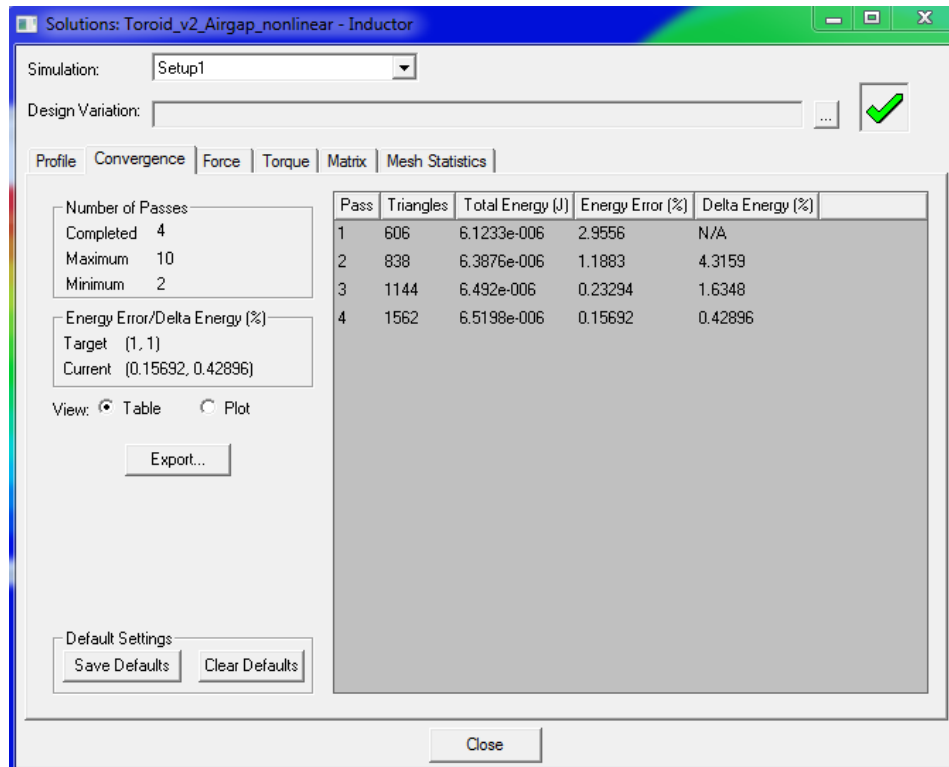 Solutions: Toroid_v2_Airgap_nonlinear - Inductor
Simulation: Setup1
Design Variation: ...
Profile Convergence Force Torque Matrix Mesh Statistics
Number of Passes
Completed 4
Maximum 10
Minimum 2
Energy Error/Delta Energy (%)
Target (1, 1)
Current (0.15692, 0.42896)
View: Table Plot
Export...
Default Settings
Save Defaults Clear Defaults
Pass Triangles Total Energy (J) Energy Error (%) Delta Energy (%)
1 606 6.1233e-006 2.9556 N/A
2 838 6.3876e-006 1.1883 4.3159
3 1144 6.492e-006 0.23294 1.6348
4 1562 6.5198e-006 0.15692 0.42896
Close